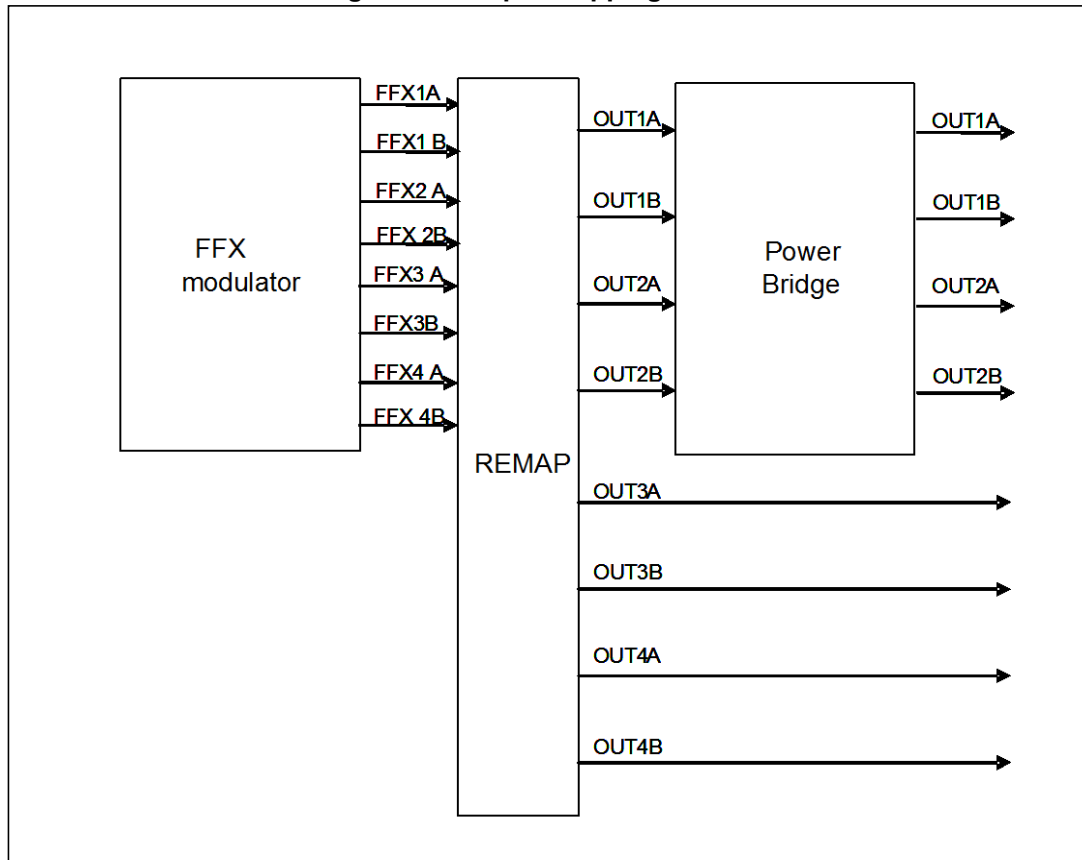 FFX1A
FFX1 B
FFX2 A
FFX 2B
FFX3 A
FFX3B
FFX4 A
FFX 4B
FFX
modulator
REMAP
OUT1A
OUT1B
OUT2A
OUT2B
OUT3A
OUT3B
OUT4A
OUT4B
Power
Bridge
OUT1A
OUT1B
OUT2A
OUT2B